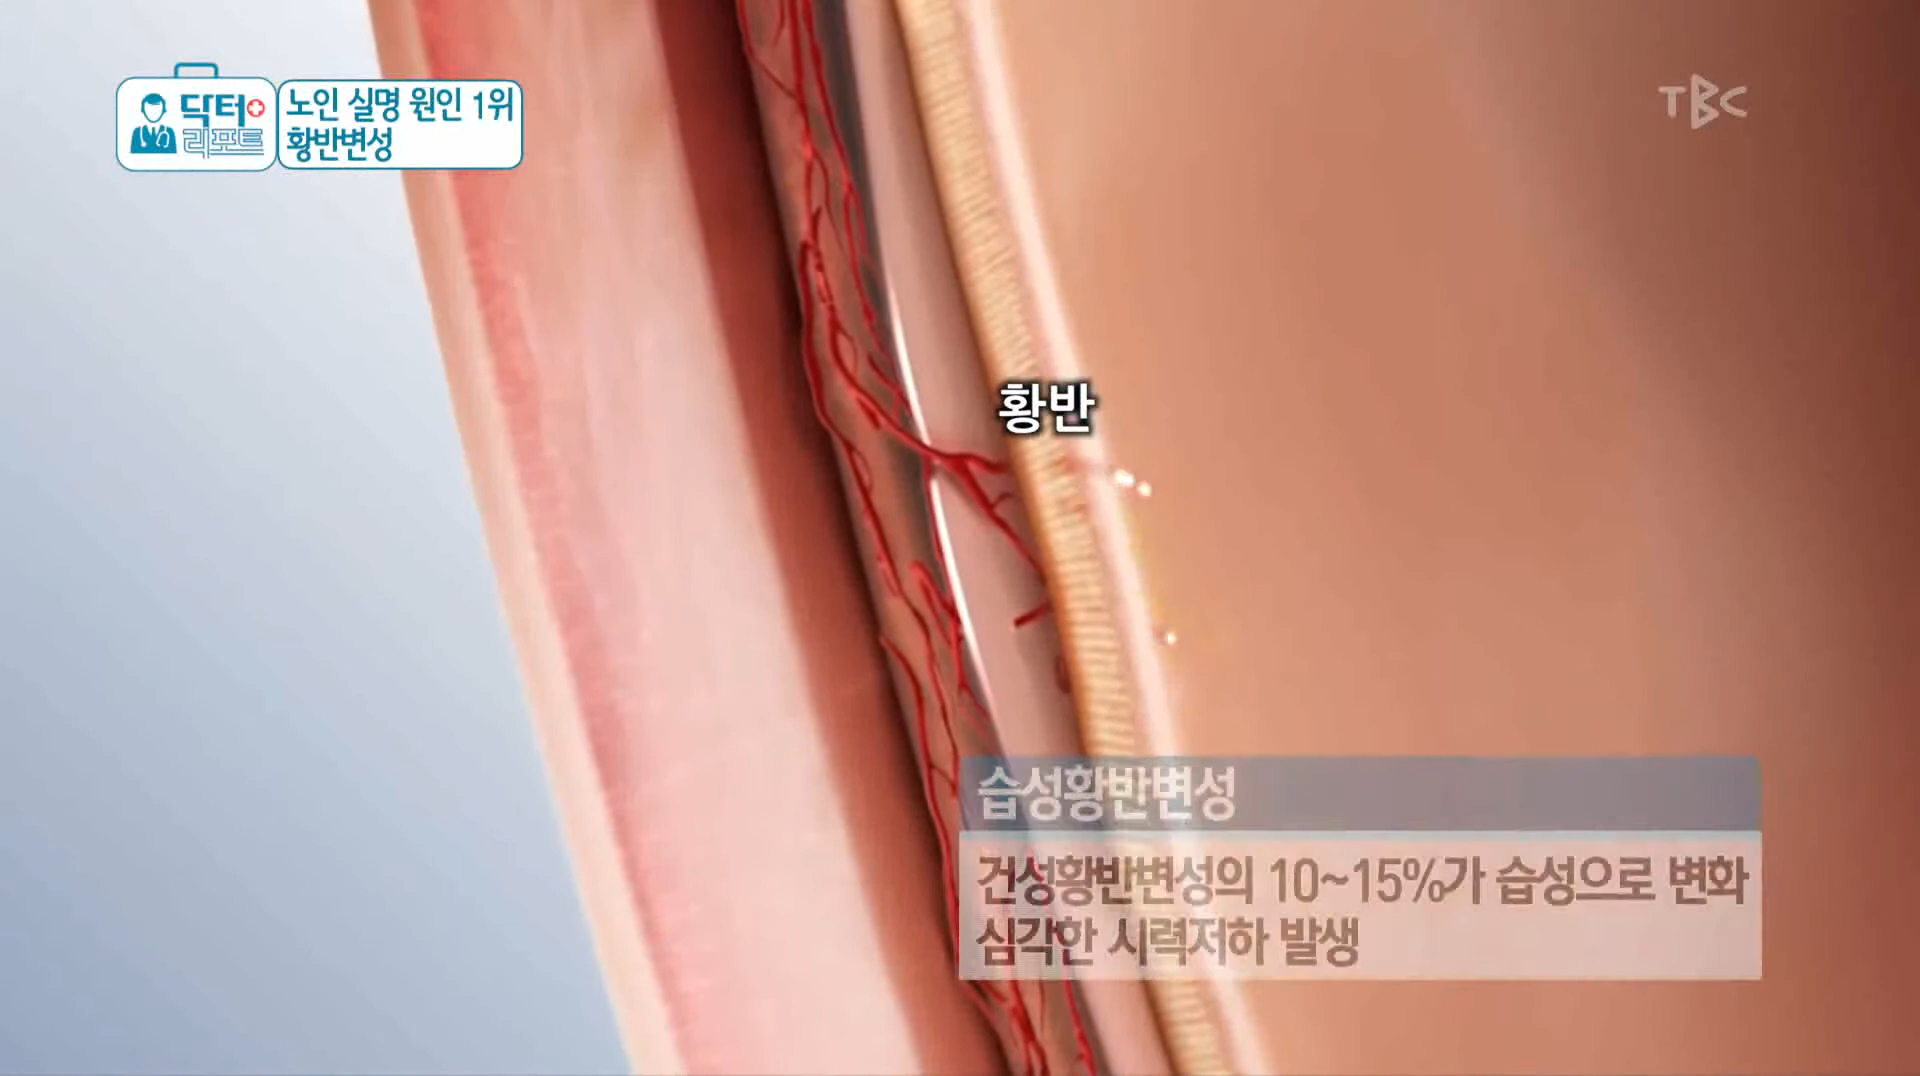 닥터
리포트
노인 실명 원인 1위
황반변성
TBC
황반
습성황반변성
건성황반변성의 10~15%가 습성으로 변화
심각한 시력저하 발생